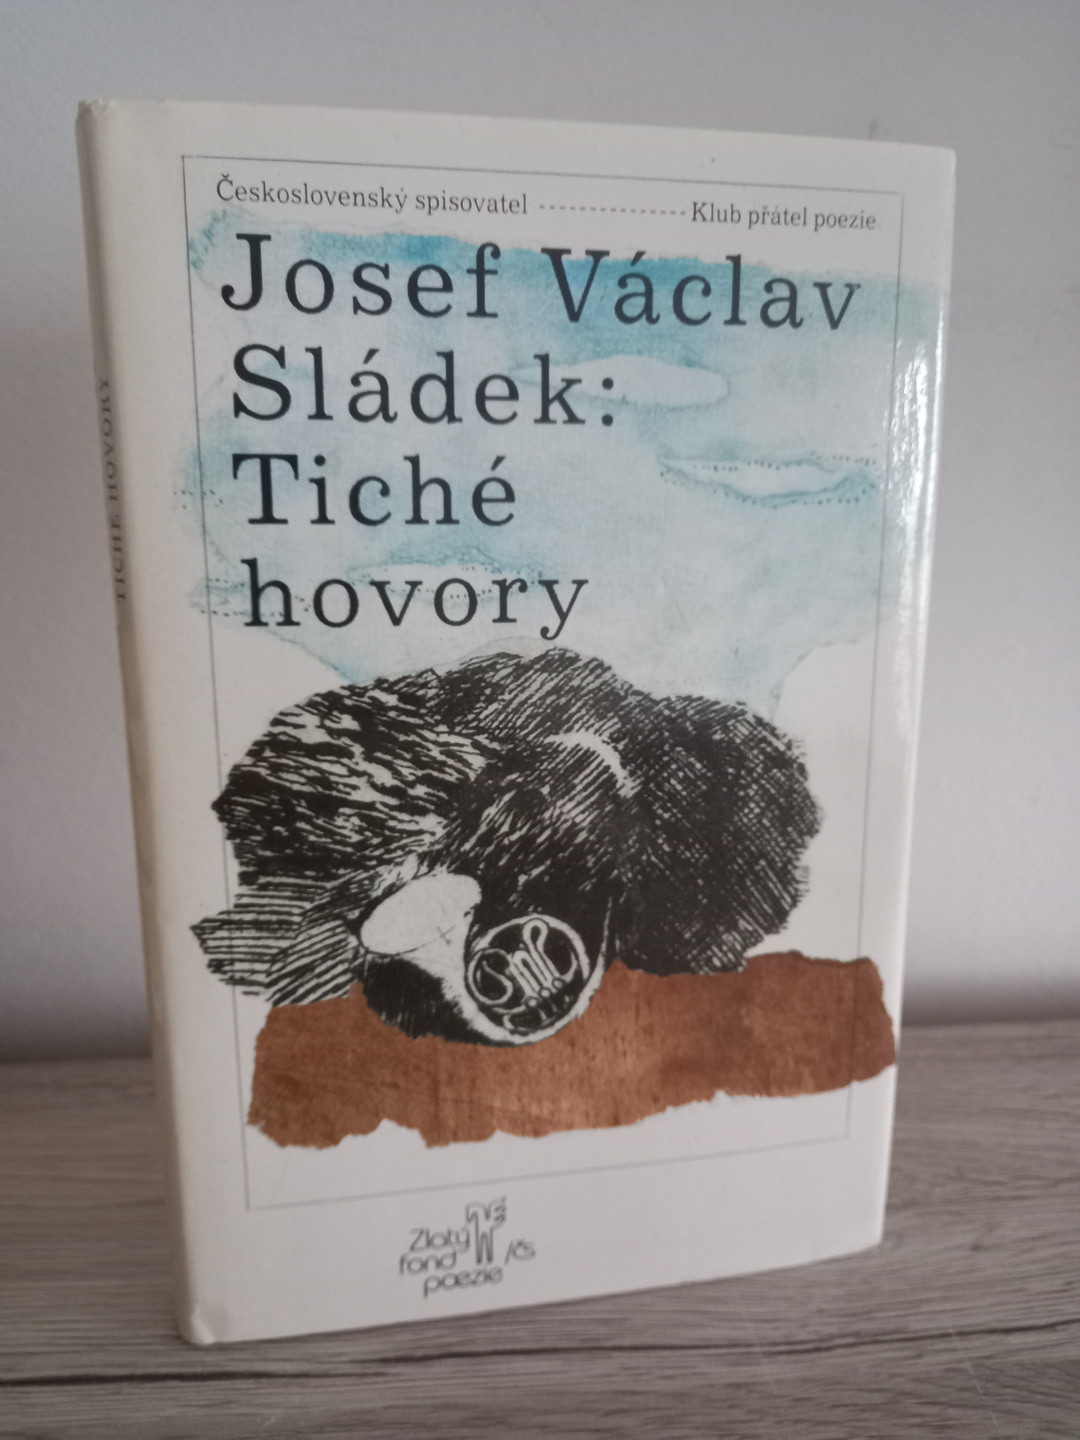 Československý spisovatel --------------- Klub přátel poezie
Josef Václav
Sládek:
Tiché
hovory
TICHÉ HOVORY
Zlatý
fond /čs
poezie